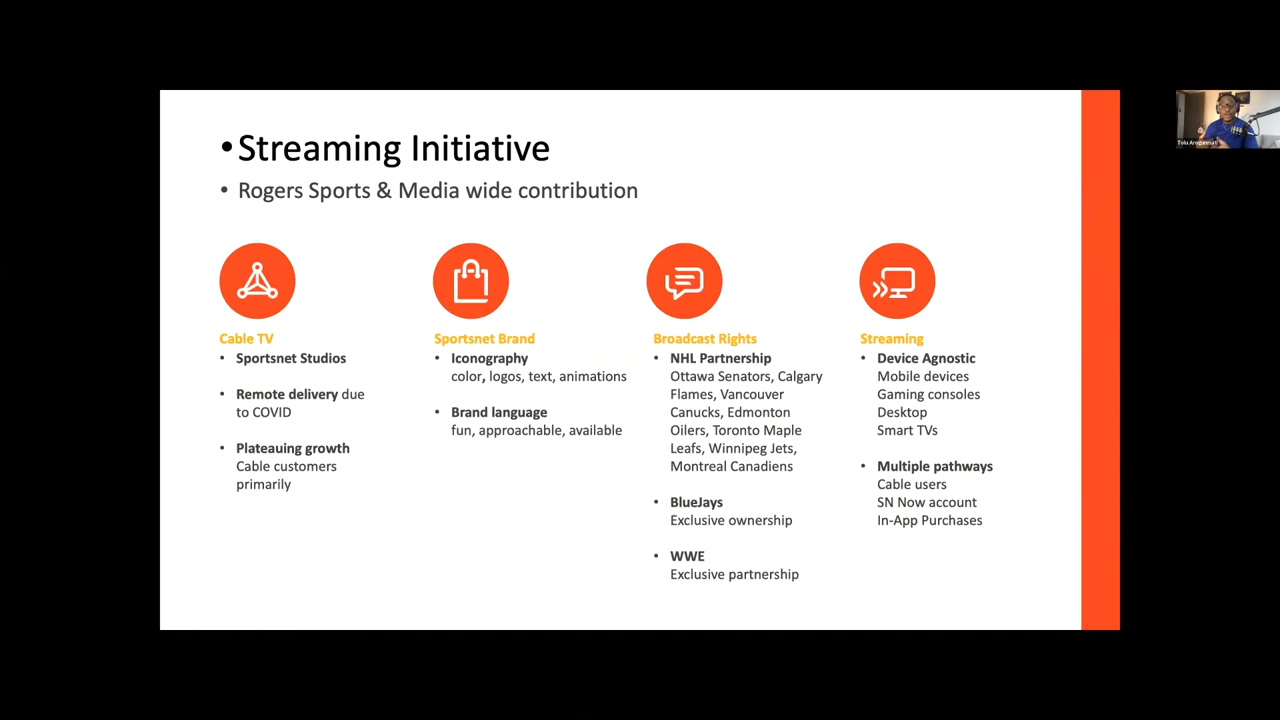 •Streaming Initiative
• Rogers Sports & Media wide contribution
Cable TV
• Sportsnet Studios
• Remote delivery due
to COVID
• Plateauing growth
Cable customers
primarily
Sportsnet Brand
• Iconography
color, logos, text, animations
• Brand language
fun, approachable, available
Broadcast Rights
• NHL Partnership
Ottawa Senators, Calgary
Flames, Vancouver
Canucks, Edmonton
Oilers, Toronto Maple
Leafs, Winnipeg Jets,
Montreal Canadiens
• BlueJays
Exclusive ownership
• WWE
Exclusive partnership
Streaming
• Device Agnostic
Mobile devices
Gaming consoles
Desktop
Smart TVs
• Multiple pathways
Cable users
SN Now account
In-App Purchases
Tolu